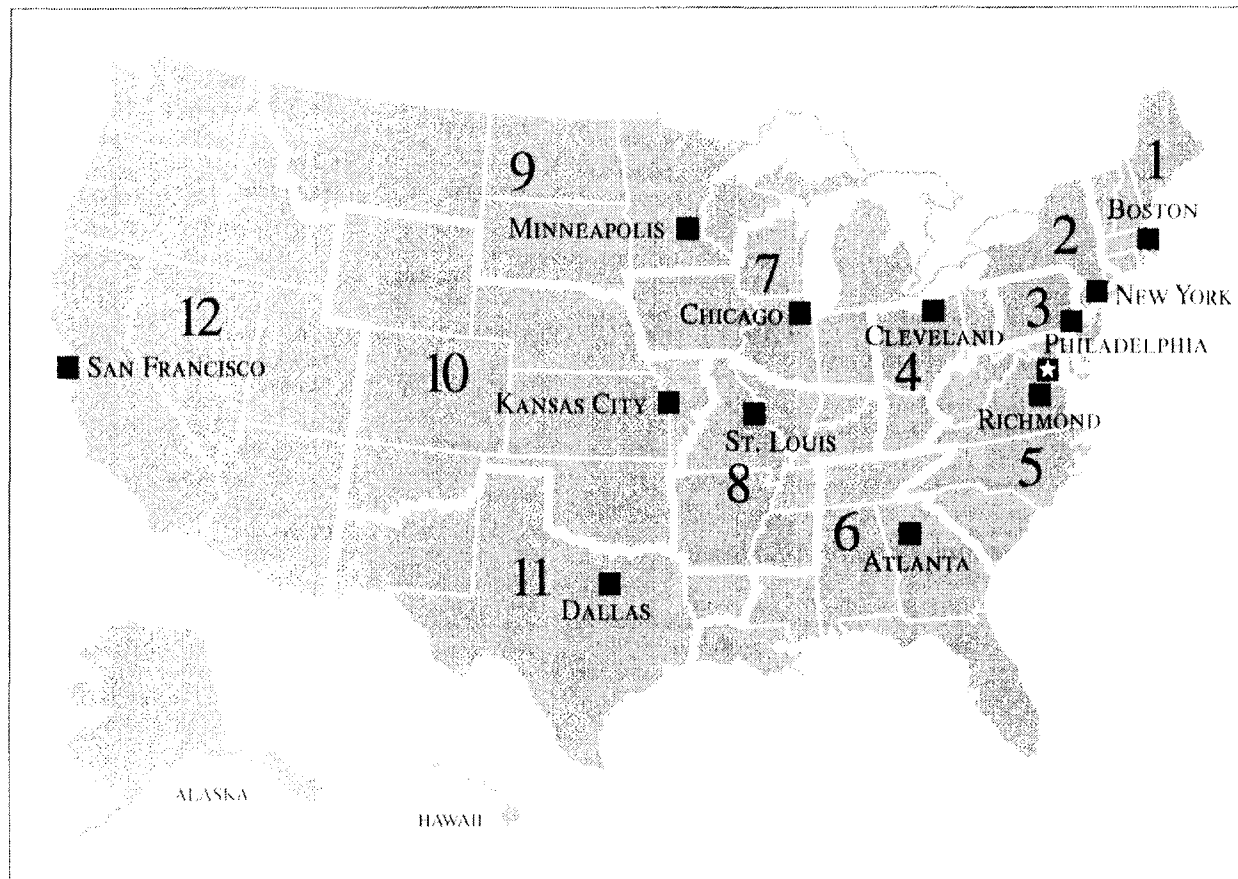 1
BOSTON
9
MINNEAPOLIS
2
7
CHICAGO
NEW YORK
3
CLEVELAND
PHILADELPHIA
12
SAN FRANCISCO
10
4
KANSAS CITY
RICHMOND
ST. LOUIS
5
8
6
ATLANTA
11
DALLAS
ALASKA
HAWAII